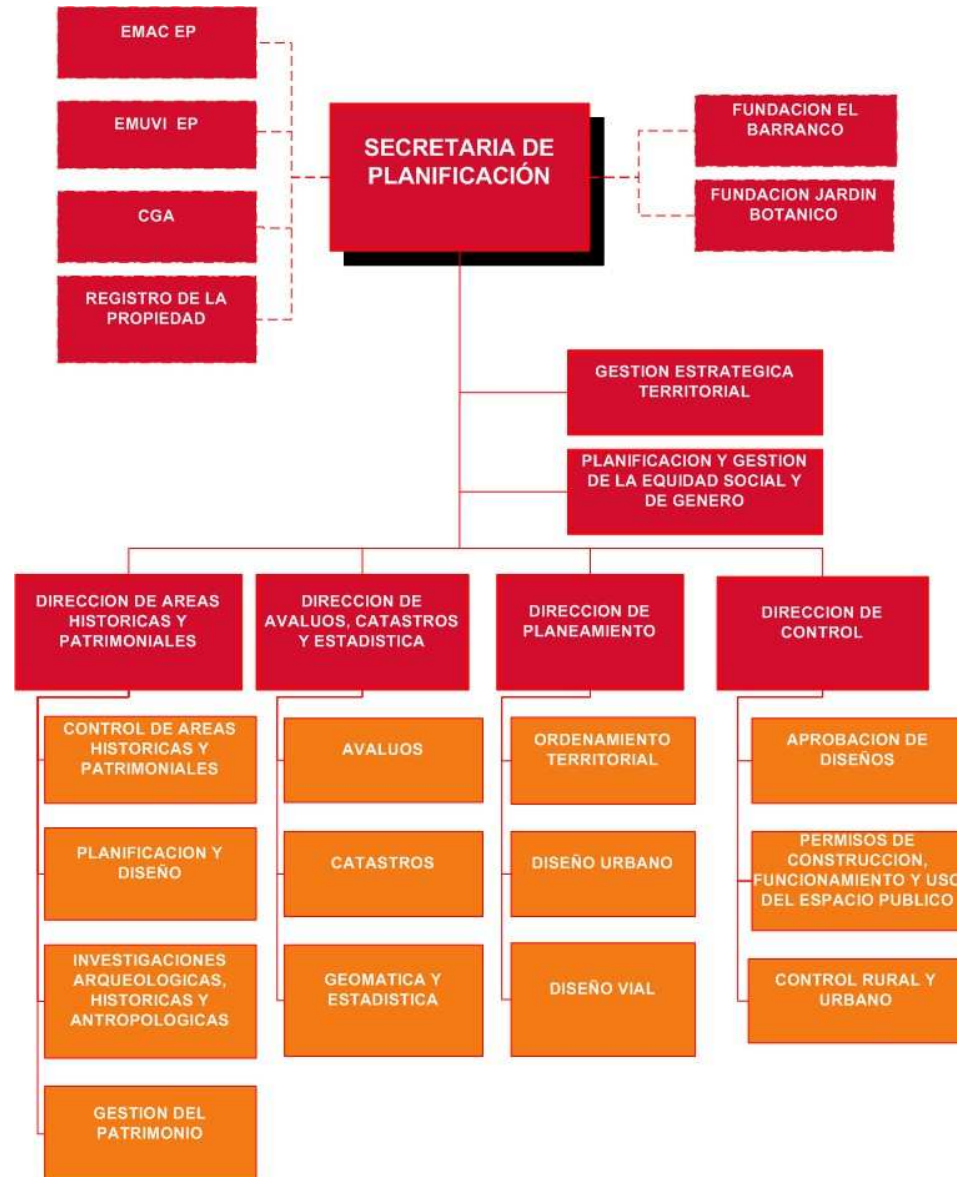 EMAC EP
EMUVI EP
CGA
REGISTRO DE LA
PROPIEDAD
SECRETARIA DE
PLANIFICACIÓN
FUNDACION EL
BARRANCO
FUNDACION JARDIN
BOTANICO
GESTION ESTRATEGICA
TERRITORIAL
PLANIFICACION Y GESTION
DE LA EQUIDAD SOCIAL Y
DE GENERO
DIRECCION DE AREAS
HISTORICAS Y
PATRIMONIALES
CONTROL DE AREAS
HISTORICAS Y
PATRIMONIALES
PLANIFICACION Y
DISEÑO
INVESTIGACIONES
ARQUEOLOGICAS,
HISTORICAS Y
ANTROPOLOGICAS
GESTION DEL
PATRIMONIO
DIRECCION DE
AVALUOS, CATASTROS
Y ESTADISTICA
AVALUOS
CATASTROS
GEOMATICA Y
ESTADISTICA
DIRECCION DE
PLANEAMIENTO
ORDENAMIENTO
TERRITORIAL
DISEÑO URBANO
DISEÑO VIAL
DIRECCION DE
CONTROL
APROBACION DE
DISEÑOS
PERMISOS DE
CONSTRUCCION,
FUNCIONAMIENTO Y USO
DEL ESPACIO PUBLICO
CONTROL RURAL Y
URBANO